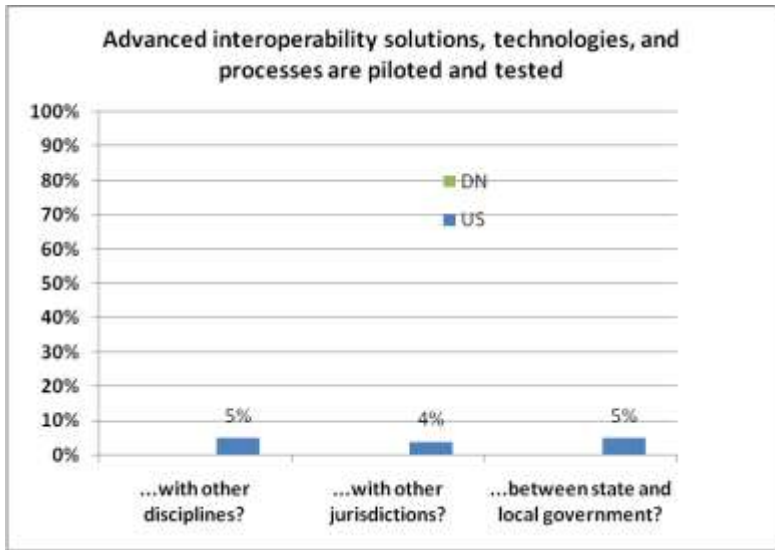 Advanced interoperability solutions, technologies, and
processes are piloted and tested
100%
90%
80%
70%
60%
50%
40%
30%
20%
10%
0%
DN
US
5%
4%
5%
...with other
disciplines?
...with other
jurisdictions?
...between state and
local government?